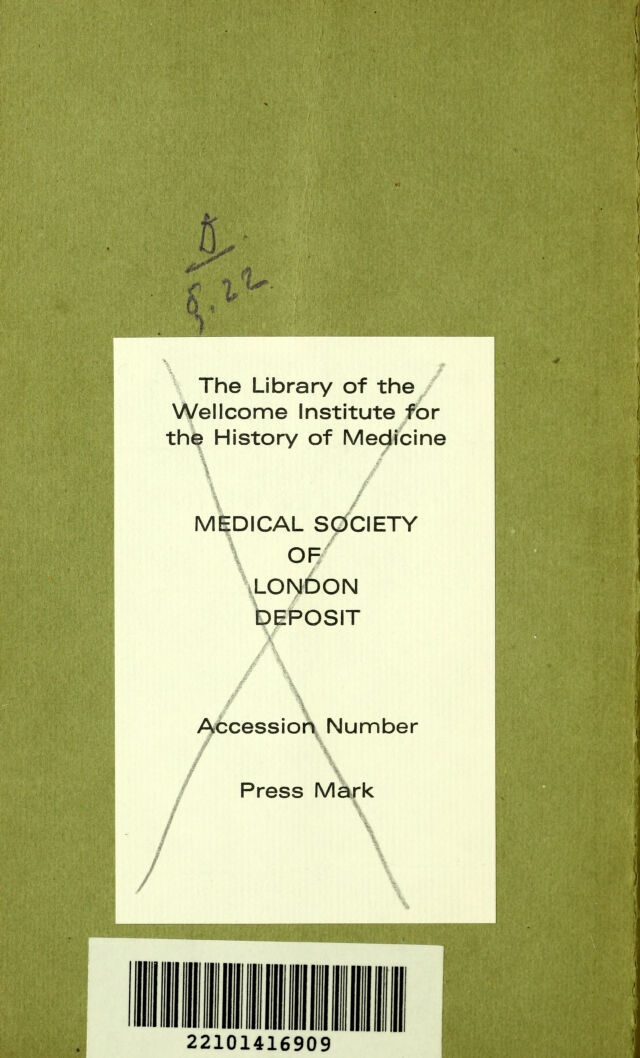 D
The Library of the
Wellcome Institute for
the History of Medicine
MEDICAL SOCIETY
OF
LONDON
DEPOSIT
Accession Number
Press Mark
22101416909